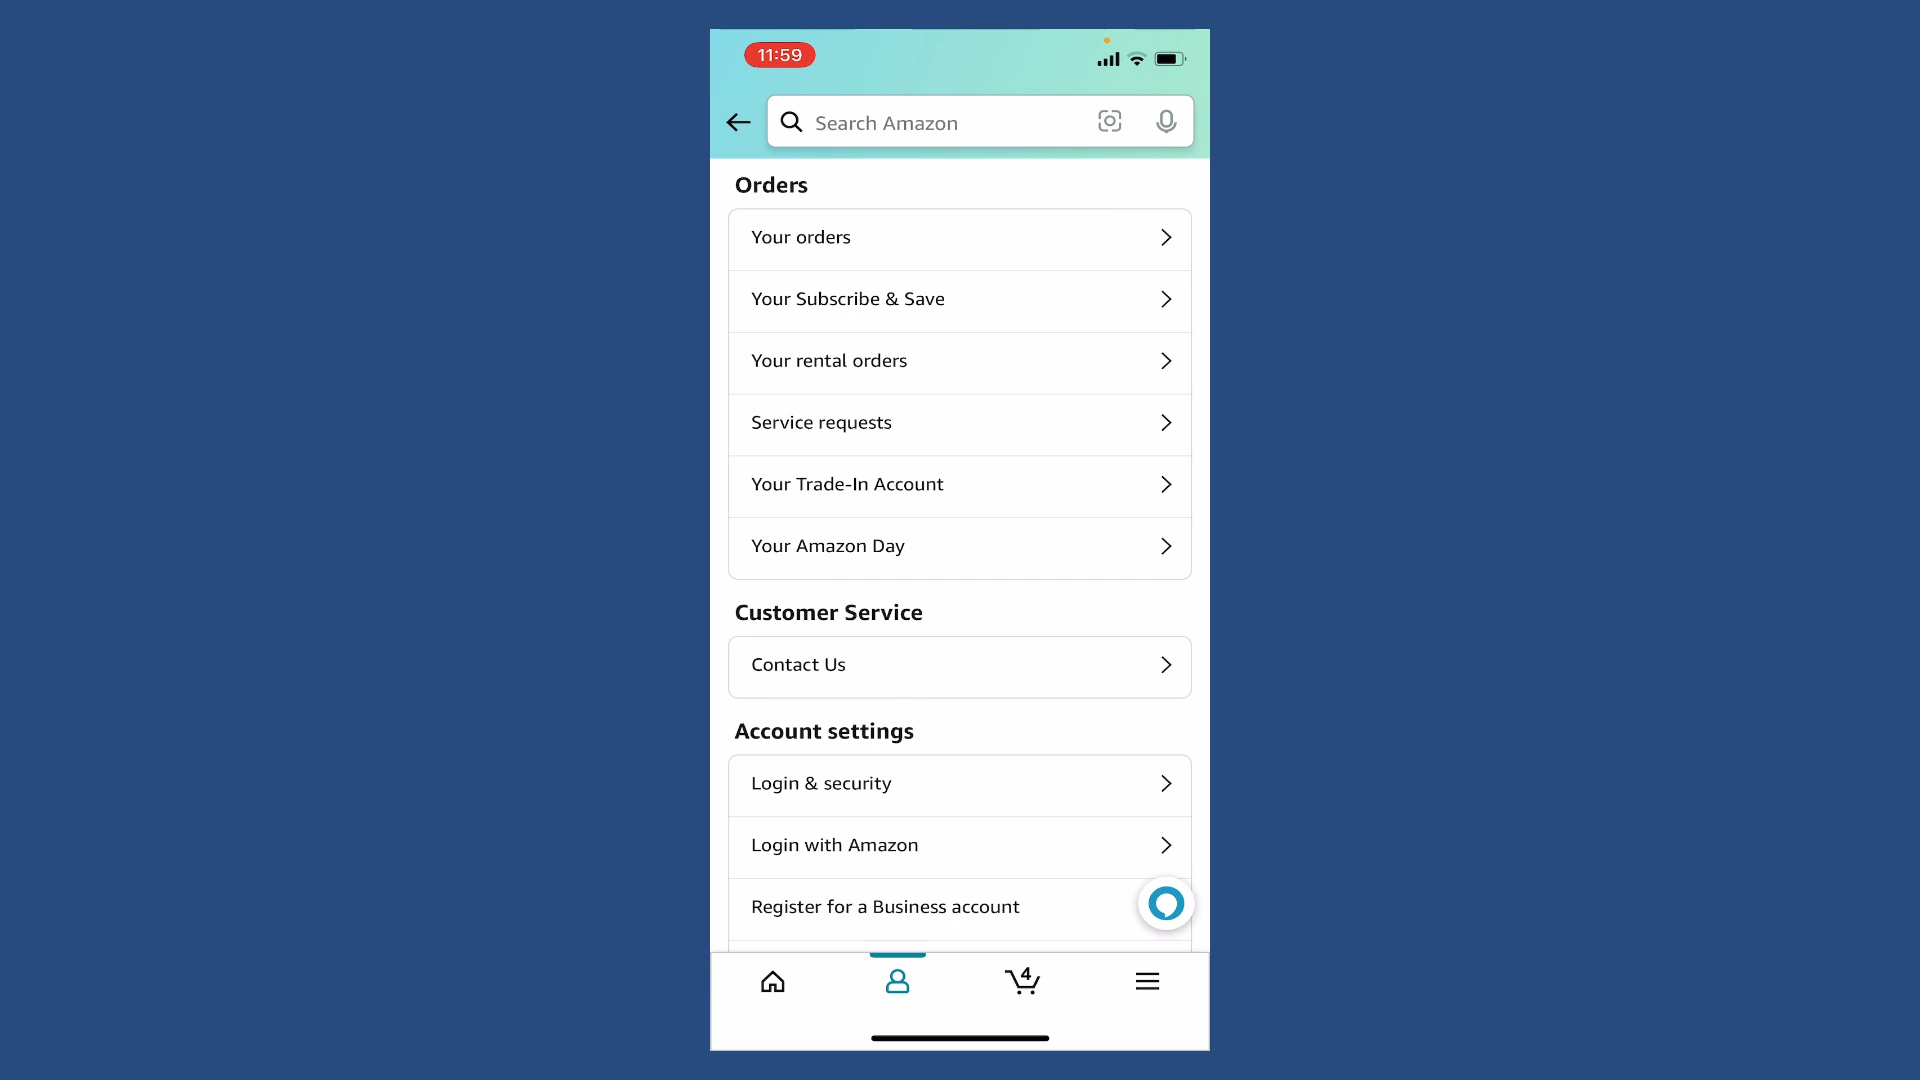 11:59
Search Amazon
Orders
Your orders
Your Subscribe & Save
Your rental orders
Service requests
Your Trade-In Account
Your Amazon Day
Customer Service
Contact Us
Account settings
Login & security
Login with Amazon
Register for a Business account
4